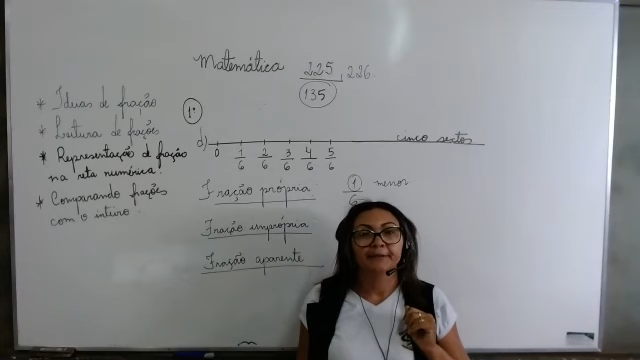 Matemática 225, 226.
135
* Ideias de fração
* Leitura de frações
* Representação de fração
na reta numérica.
* Comparando frações
com o inteiro.
1º
d) 0 1/6 2/6 3/6 4/6 5/6 cinco sextos
Fração própria 1/6 menor
Fração imprópria
Fração aparente